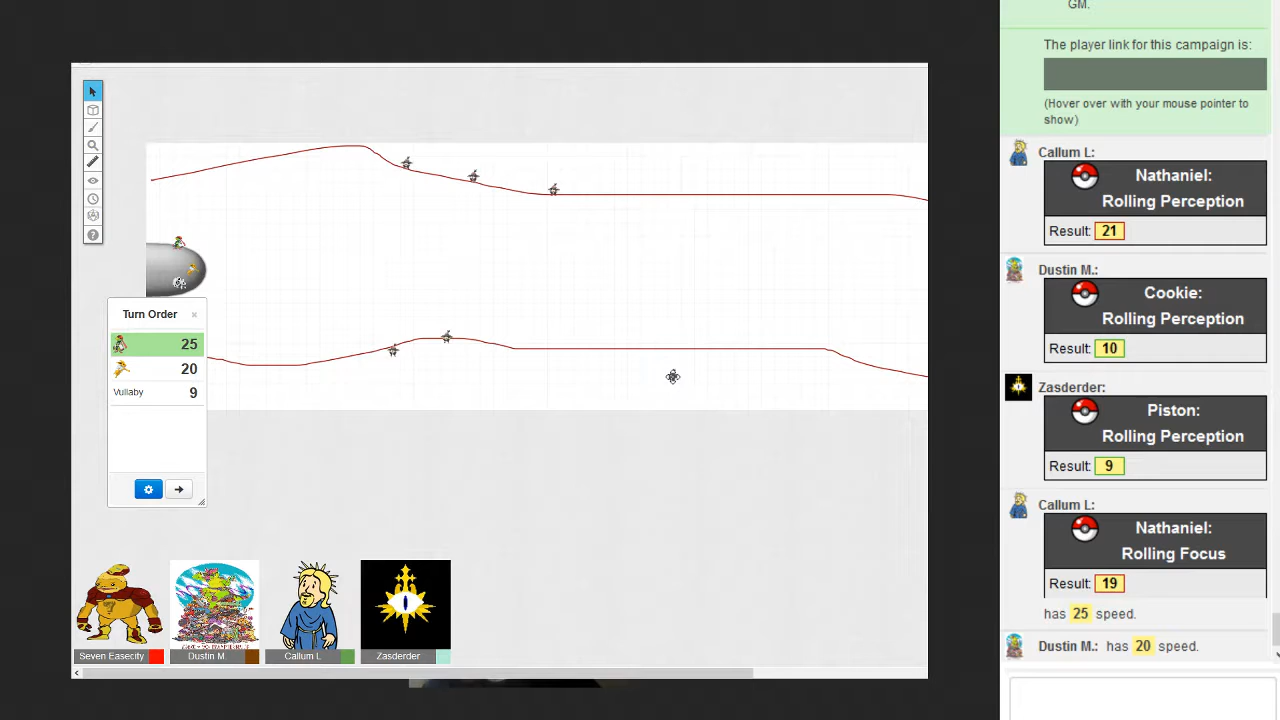 GM.
The player link for this campaign is:
(Hover over with your mouse pointer to
show)
Callum L:
Nathaniel:
Rolling Perception
Result: 21
Dustin M.:
Cookie:
Rolling Perception
Result: 10
Zasderder:
Piston:
Rolling Perception
Result: 9
Callum L:
Nathaniel:
Rolling Focus
Result: 19
has 25 speed.
Dustin M.: has 20 speed.
Turn Order ×
25
20
Vullaby 9
Seven Easecity
Dustin M.
Callum L
Zasderder